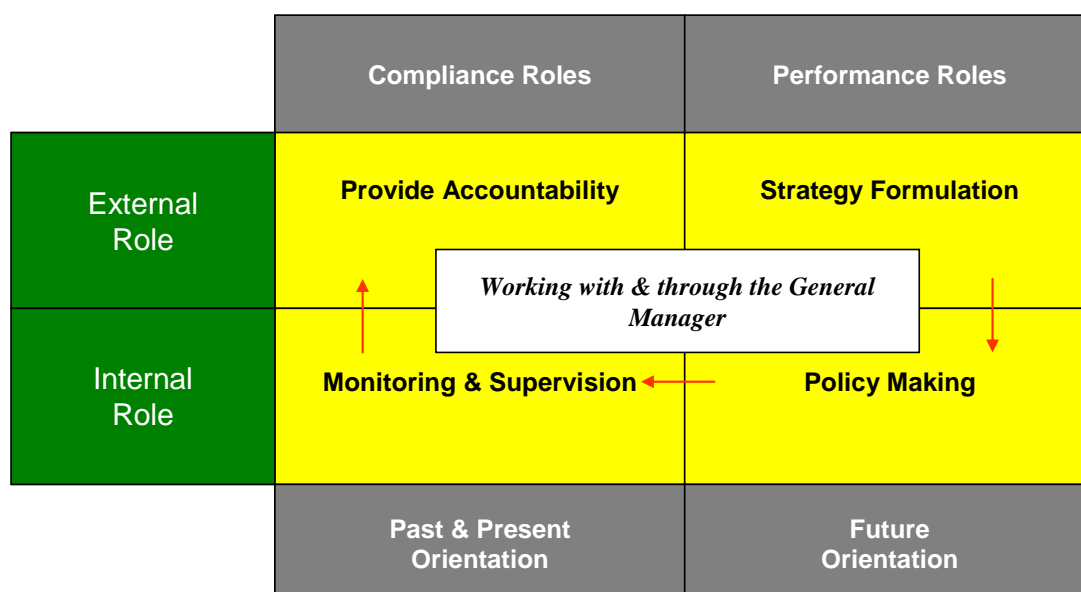 Compliance Roles
Performance Roles
External
Role
Provide Accountability
Strategy Formulation
Working with & through the General
Manager
Internal
Role
Monitoring & Supervision
Policy Making
Past & Present
Orientation
Future
Orientation